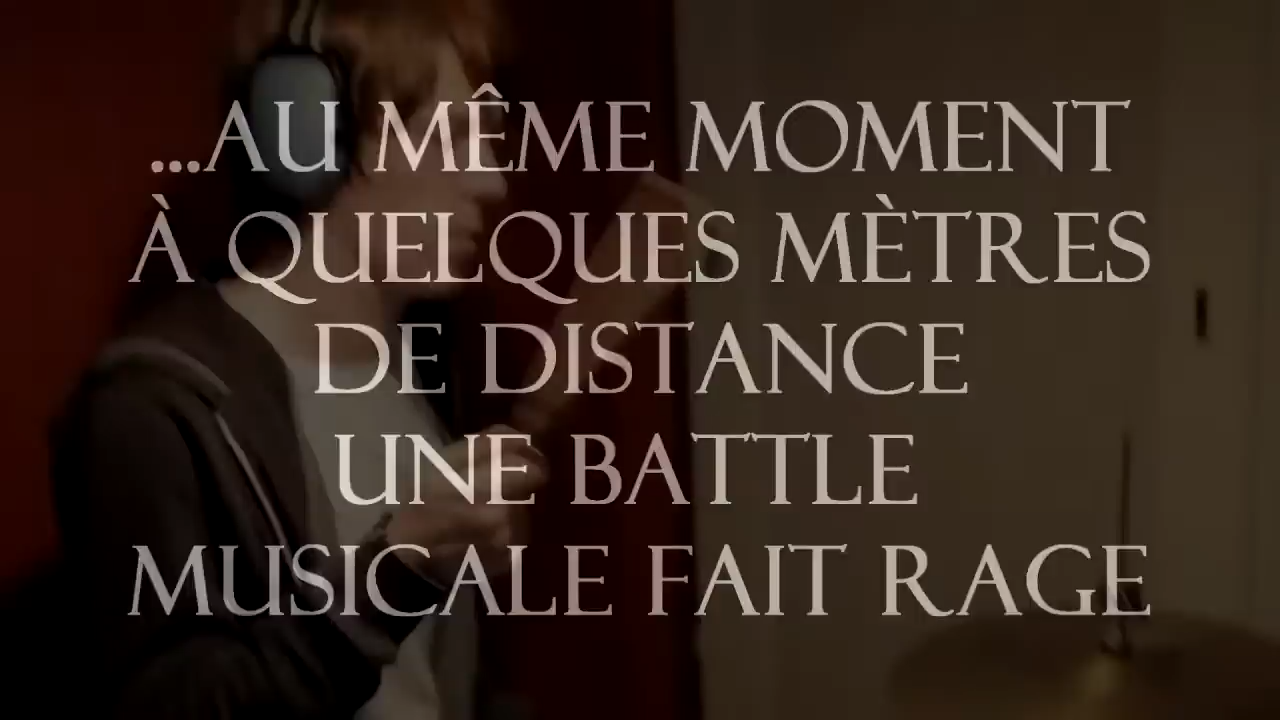 ...AU MÊME MOMENT
À QUELQUES MÈTRES
DE DISTANCE
UNE BATTLE
MUSICALE FAIT RAGE